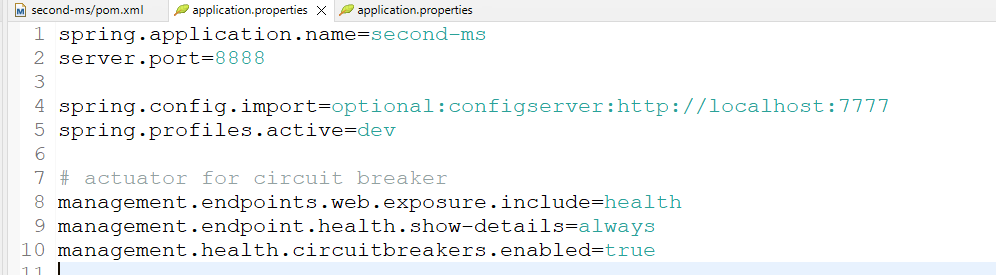 second-ms/pom.xml
application.properties
application.properties
1 spring.application.name=second-ms
2 server.port=8888
3
4 spring.config.import=optional:configserver:http://localhost:7777
5 spring.profiles.active=dev
6
7 # actuator for circuit breaker
8 management.endpoints.web.exposure.include=health
9 management.endpoint.health.show-details=always
10 management.health.circuitbreakers.enabled=true
11